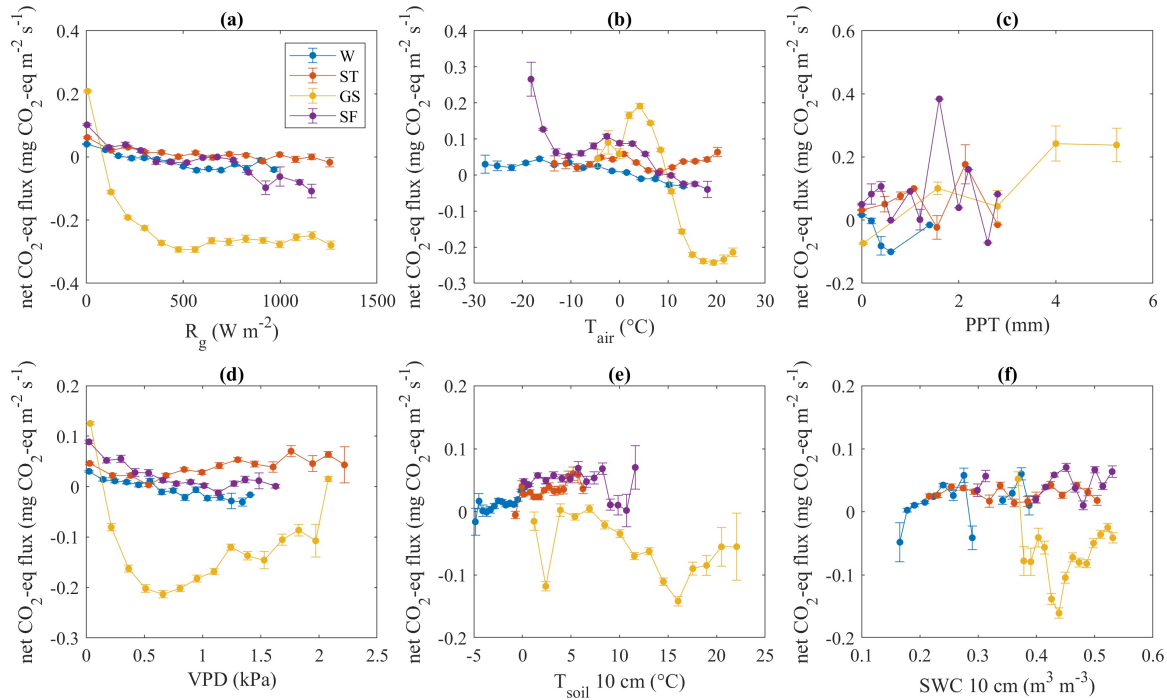 (a)
net CO2-eq flux (mg CO2-eq m-2 s-1)
0.4
0.2
0
-0.2
-0.4
W
ST
GS
SF
0 500 1000 1500
Rg (W m-2)
(b)
net CO2-eq flux (mg CO2-eq m-2 s-1)
0.4
0.3
0.2
0.1
0
-0.1
-0.2
-0.3
-30 -20 -10 0 10 20 30
Tair (°C)
(c)
net CO2-eq flux (mg CO2-eq m-2 s-1)
0.6
0.4
0.2
0
-0.2
0 2 4 6
PPT (mm)
(d)
net CO2-eq flux (mg CO2-eq m-2 s-1)
0.2
0.1
0
-0.1
-0.2
-0.3
0 0.5 1 1.5 2 2.5
VPD (kPa)
(e)
net CO2-eq flux (mg CO2-eq m-2 s-1)
0.2
0.1
0
-0.1
-0.2
-5 0 5 10 15 20 25
Tsoil 10 cm (°C)
(f)
net CO2-eq flux (mg CO2-eq m-2 s-1)
0.2
0.1
0
-0.1
-0.2
0.1 0.2 0.3 0.4 0.5 0.6
SWC 10 cm (m3 m-3)